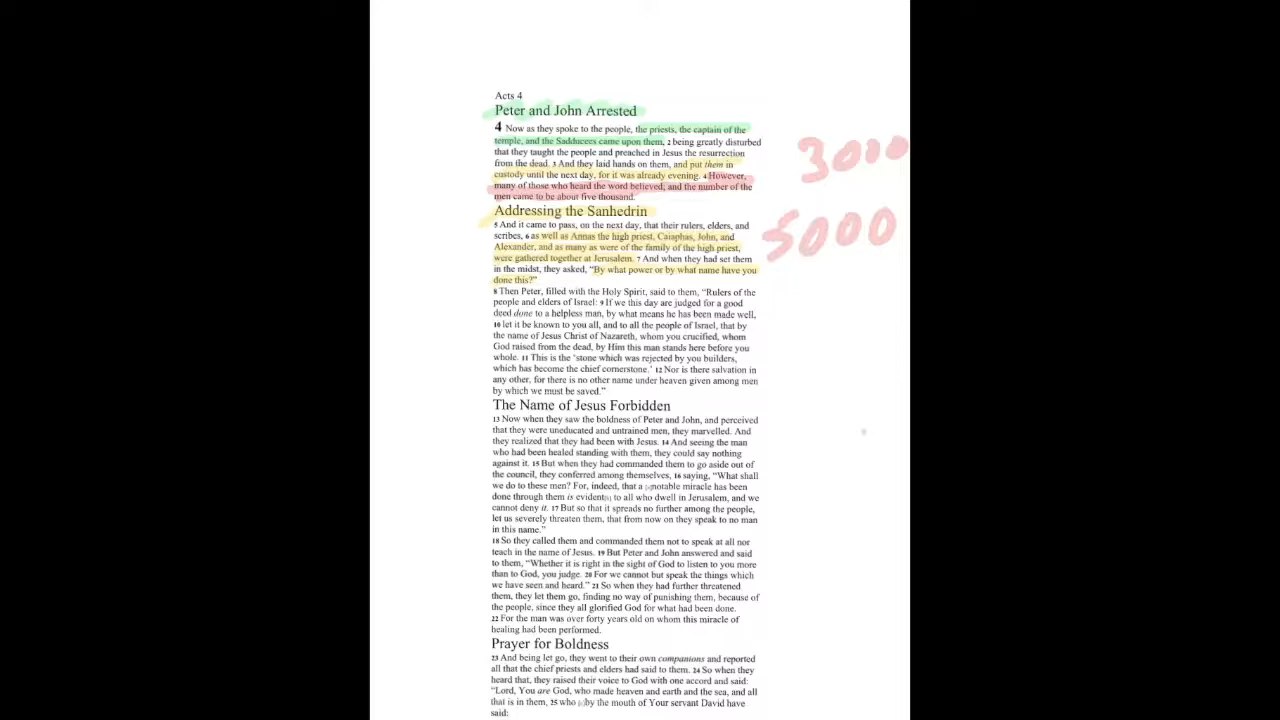 Acts 4
Peter and John Arrested
4 Now as they spoke to the people, the priests, the captain of the
temple, and the Sadducees came upon them, 2 being greatly disturbed
that they taught the people and preached in Jesus the resurrection
from the dead. 3 And they laid hands on them, and put them in
custody until the next day, for it was already evening. 4 However,
many of those who heard the word believed; and the number of the
men came to be about five thousand.
3000
5000
Addressing the Sanhedrin
5 And it came to pass, on the next day, that their rulers, elders, and
scribes, 6 as well as Annas the high priest, Caiaphas, John, and
Alexander, and as many as were of the family of the high priest,
were gathered together at Jerusalem. 7 And when they had set them
in the midst, they asked, “By what power or by what name have you
done this?”
8 Then Peter, filled with the Holy Spirit, said to them, “Rulers of the
people and elders of Israel: 9 If we this day are judged for a good
deed done to a helpless man, by what means he has been made well,
10 let it be known to you all, and to all the people of Israel, that by
the name of Jesus Christ of Nazareth, whom you crucified, whom
God raised from the dead, by Him this man stands here before you
whole. 11 This is the ‘stone which was rejected by you builders,
which has become the chief cornerstone.’ 12 Nor is there salvation in
any other, for there is no other name under heaven given among men
by which we must be saved.”
The Name of Jesus Forbidden
13 Now when they saw the boldness of Peter and John, and perceived
that they were uneducated and untrained men, they marvelled. And
they realized that they had been with Jesus. 14 And seeing the man
who had been healed standing with them, they could say nothing
against it. 15 But when they had commanded them to go aside out of
the council, they conferred among themselves, 16 saying, “What shall
we do to these men? For, indeed, that a notable miracle has been
done through them is evident to all who dwell in Jerusalem, and we
cannot deny it. 17 But so that it spreads no further among the people,
let us severely threaten them, that from now on they speak to no man
in this name.”
18 So they called them and commanded them not to speak at all nor
teach in the name of Jesus. 19 But Peter and John answered and said
to them, “Whether it is right in the sight of God to listen to you more
than to God, you judge. 20 For we cannot but speak the things which
we have seen and heard.” 21 So when they had further threatened
them, they let them go, finding no way of punishing them, because of
the people, since they all glorified God for what had been done.
22 For the man was over forty years old on whom this miracle of
healing had been performed.
Prayer for Boldness
23 And being let go, they went to their own companions and reported
all that the chief priests and elders had said to them. 24 So when they
heard that, they raised their voice to God with one accord and said:
“Lord, You are God, who made heaven and earth and the sea, and all
that is in them, 25 who by the mouth of Your servant David have
said: